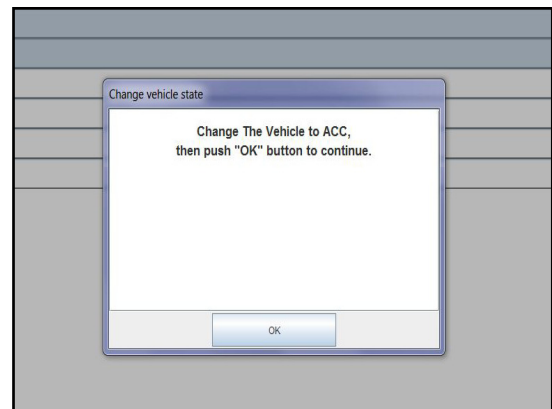 Change vehicle state
Change The Vehicle to ACC,
then push "OK" button to continue.
OK